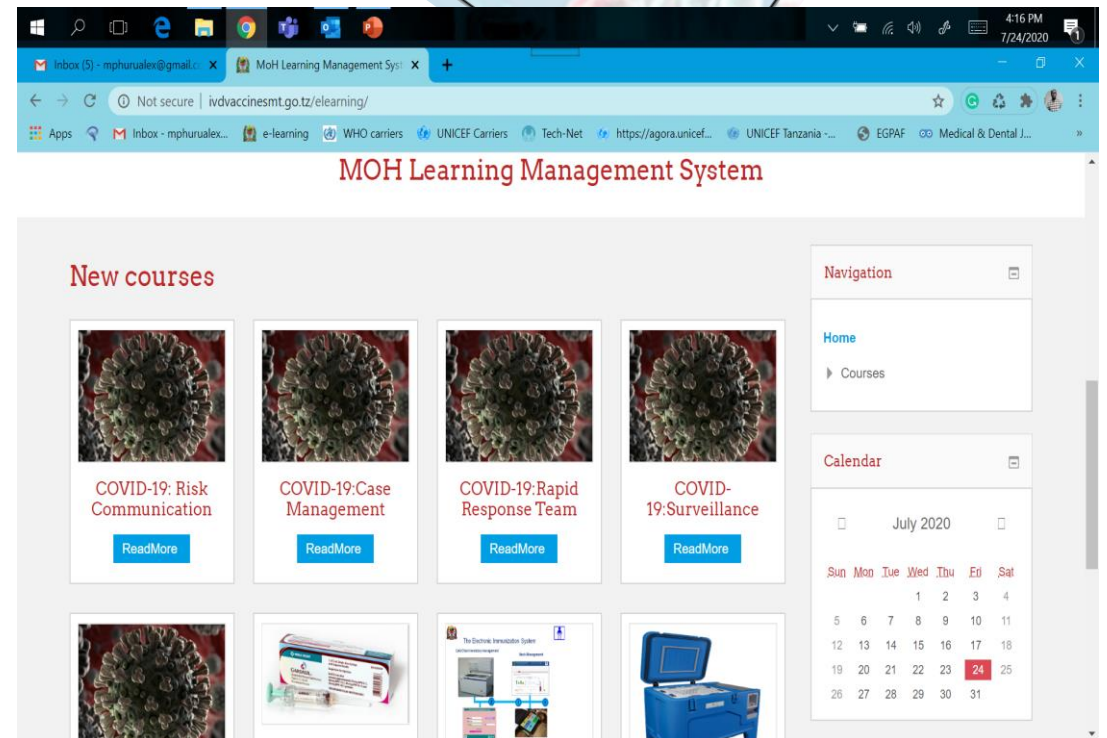 4:16 PM
7/24/2020
Inbox (5) - mphurualex@gmail.c
MoH Learning Management Syst
Not secure | ivdvaccinesmt.go.tz/elearning/
Apps
Inbox - mphurualex...
e-learning
WHO carriers
UNICEF Carriers
Tech-Net
https://agora.unicef...
UNICEF Tanzania -...
EGPAF
Medical & Dental J...
MOH Learning Management System
New courses
COVID-19: Risk
Communication
ReadMore
COVID-19:Case
Management
ReadMore
COVID-19:Rapid
Response Team
ReadMore
COVID-
19:Surveillance
ReadMore
The Electronic Immunization System
GARDASIL
Navigation
Home
Courses
Calendar
July 2020
Sun Mon Tue Wed Thu Fri Sat
1 2 3 4
5 6 7 8 9 10 11
12 13 14 15 16 17 18
19 20 21 22 23 24 25
26 27 28 29 30 31